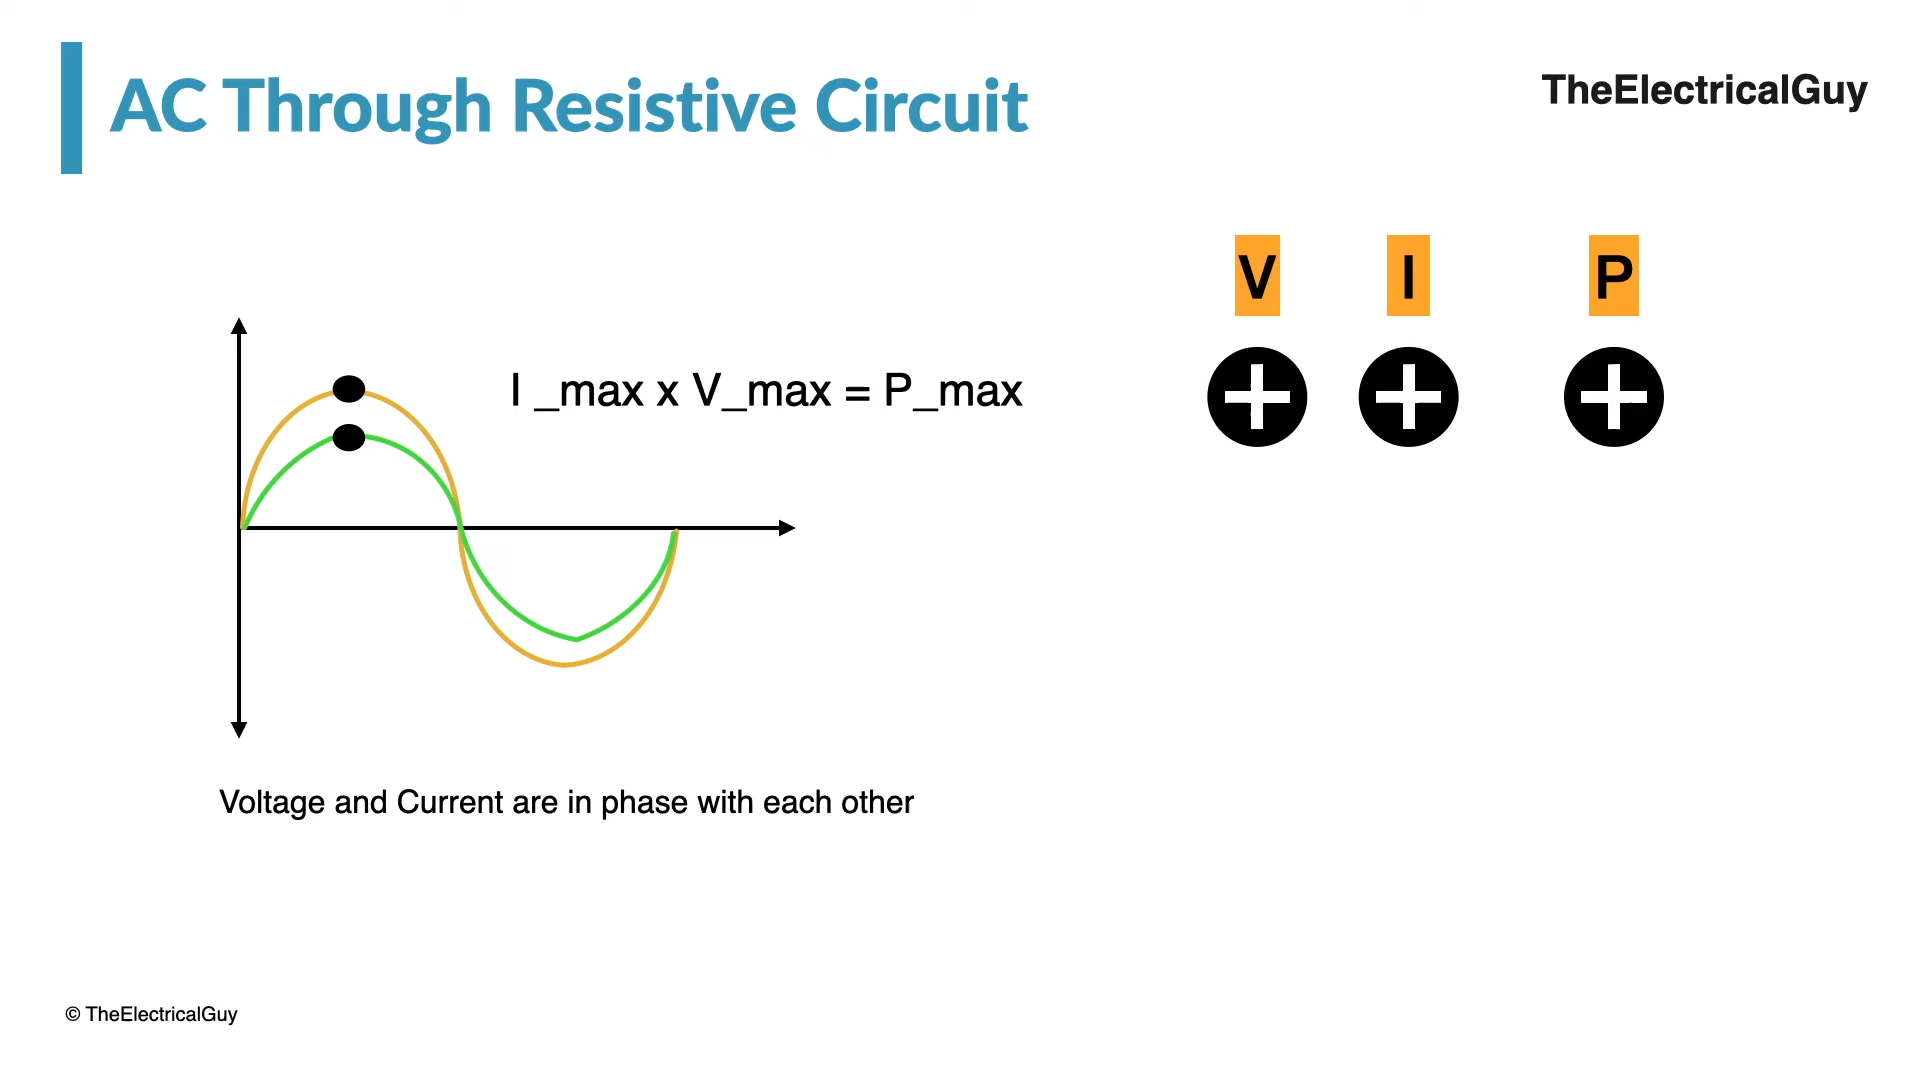 AC Through Resistive Circuit
TheElectricalGuy
V I P
I _max x V_max = P_max
+ + +
Voltage and Current are in phase with each other
© TheElectricalGuy